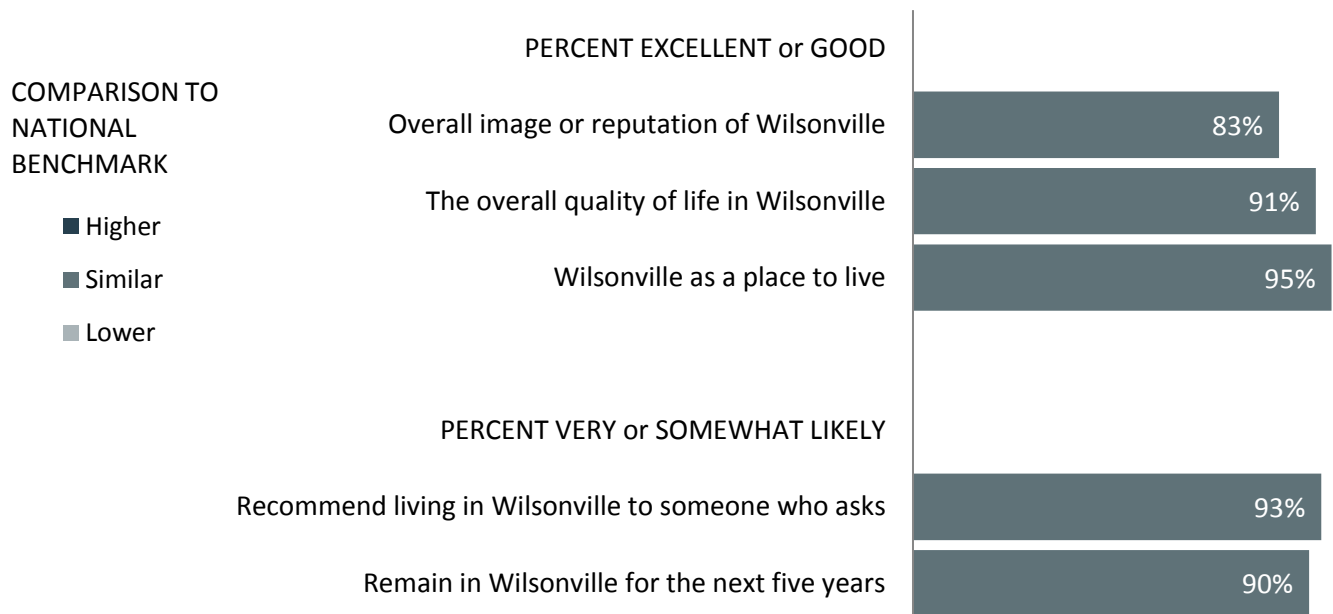 PERCENT EXCELLENT or GOOD
COMPARISON TO
NATIONAL
BENCHMARK
Higher
Similar
Lower
Overall image or reputation of Wilsonville
83%
The overall quality of life in Wilsonville
91%
Wilsonville as a place to live
95%
PERCENT VERY or SOMEWHAT LIKELY
Recommend living in Wilsonville to someone who asks
93%
Remain in Wilsonville for the next five years
90%